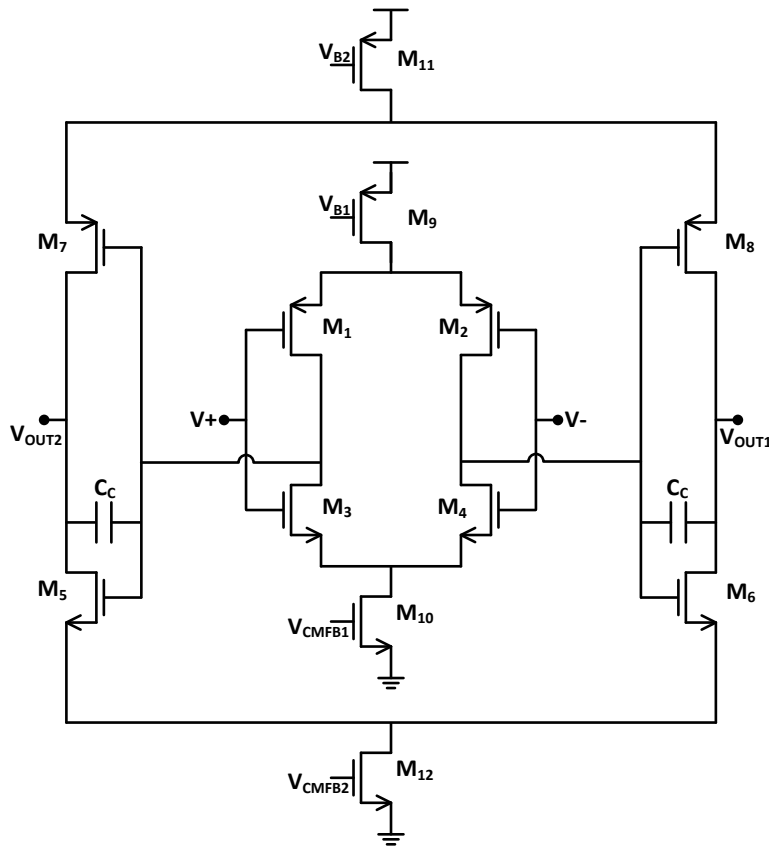 V_B2
M_11
V_B1
M_9
M_7
M_8
M_1
M_2
V+
V-
V_OUT2
V_OUT1
C_C
C_C
M_3
M_4
M_5
M_6
M_10
V_CMFB1
M_12
V_CMFB2